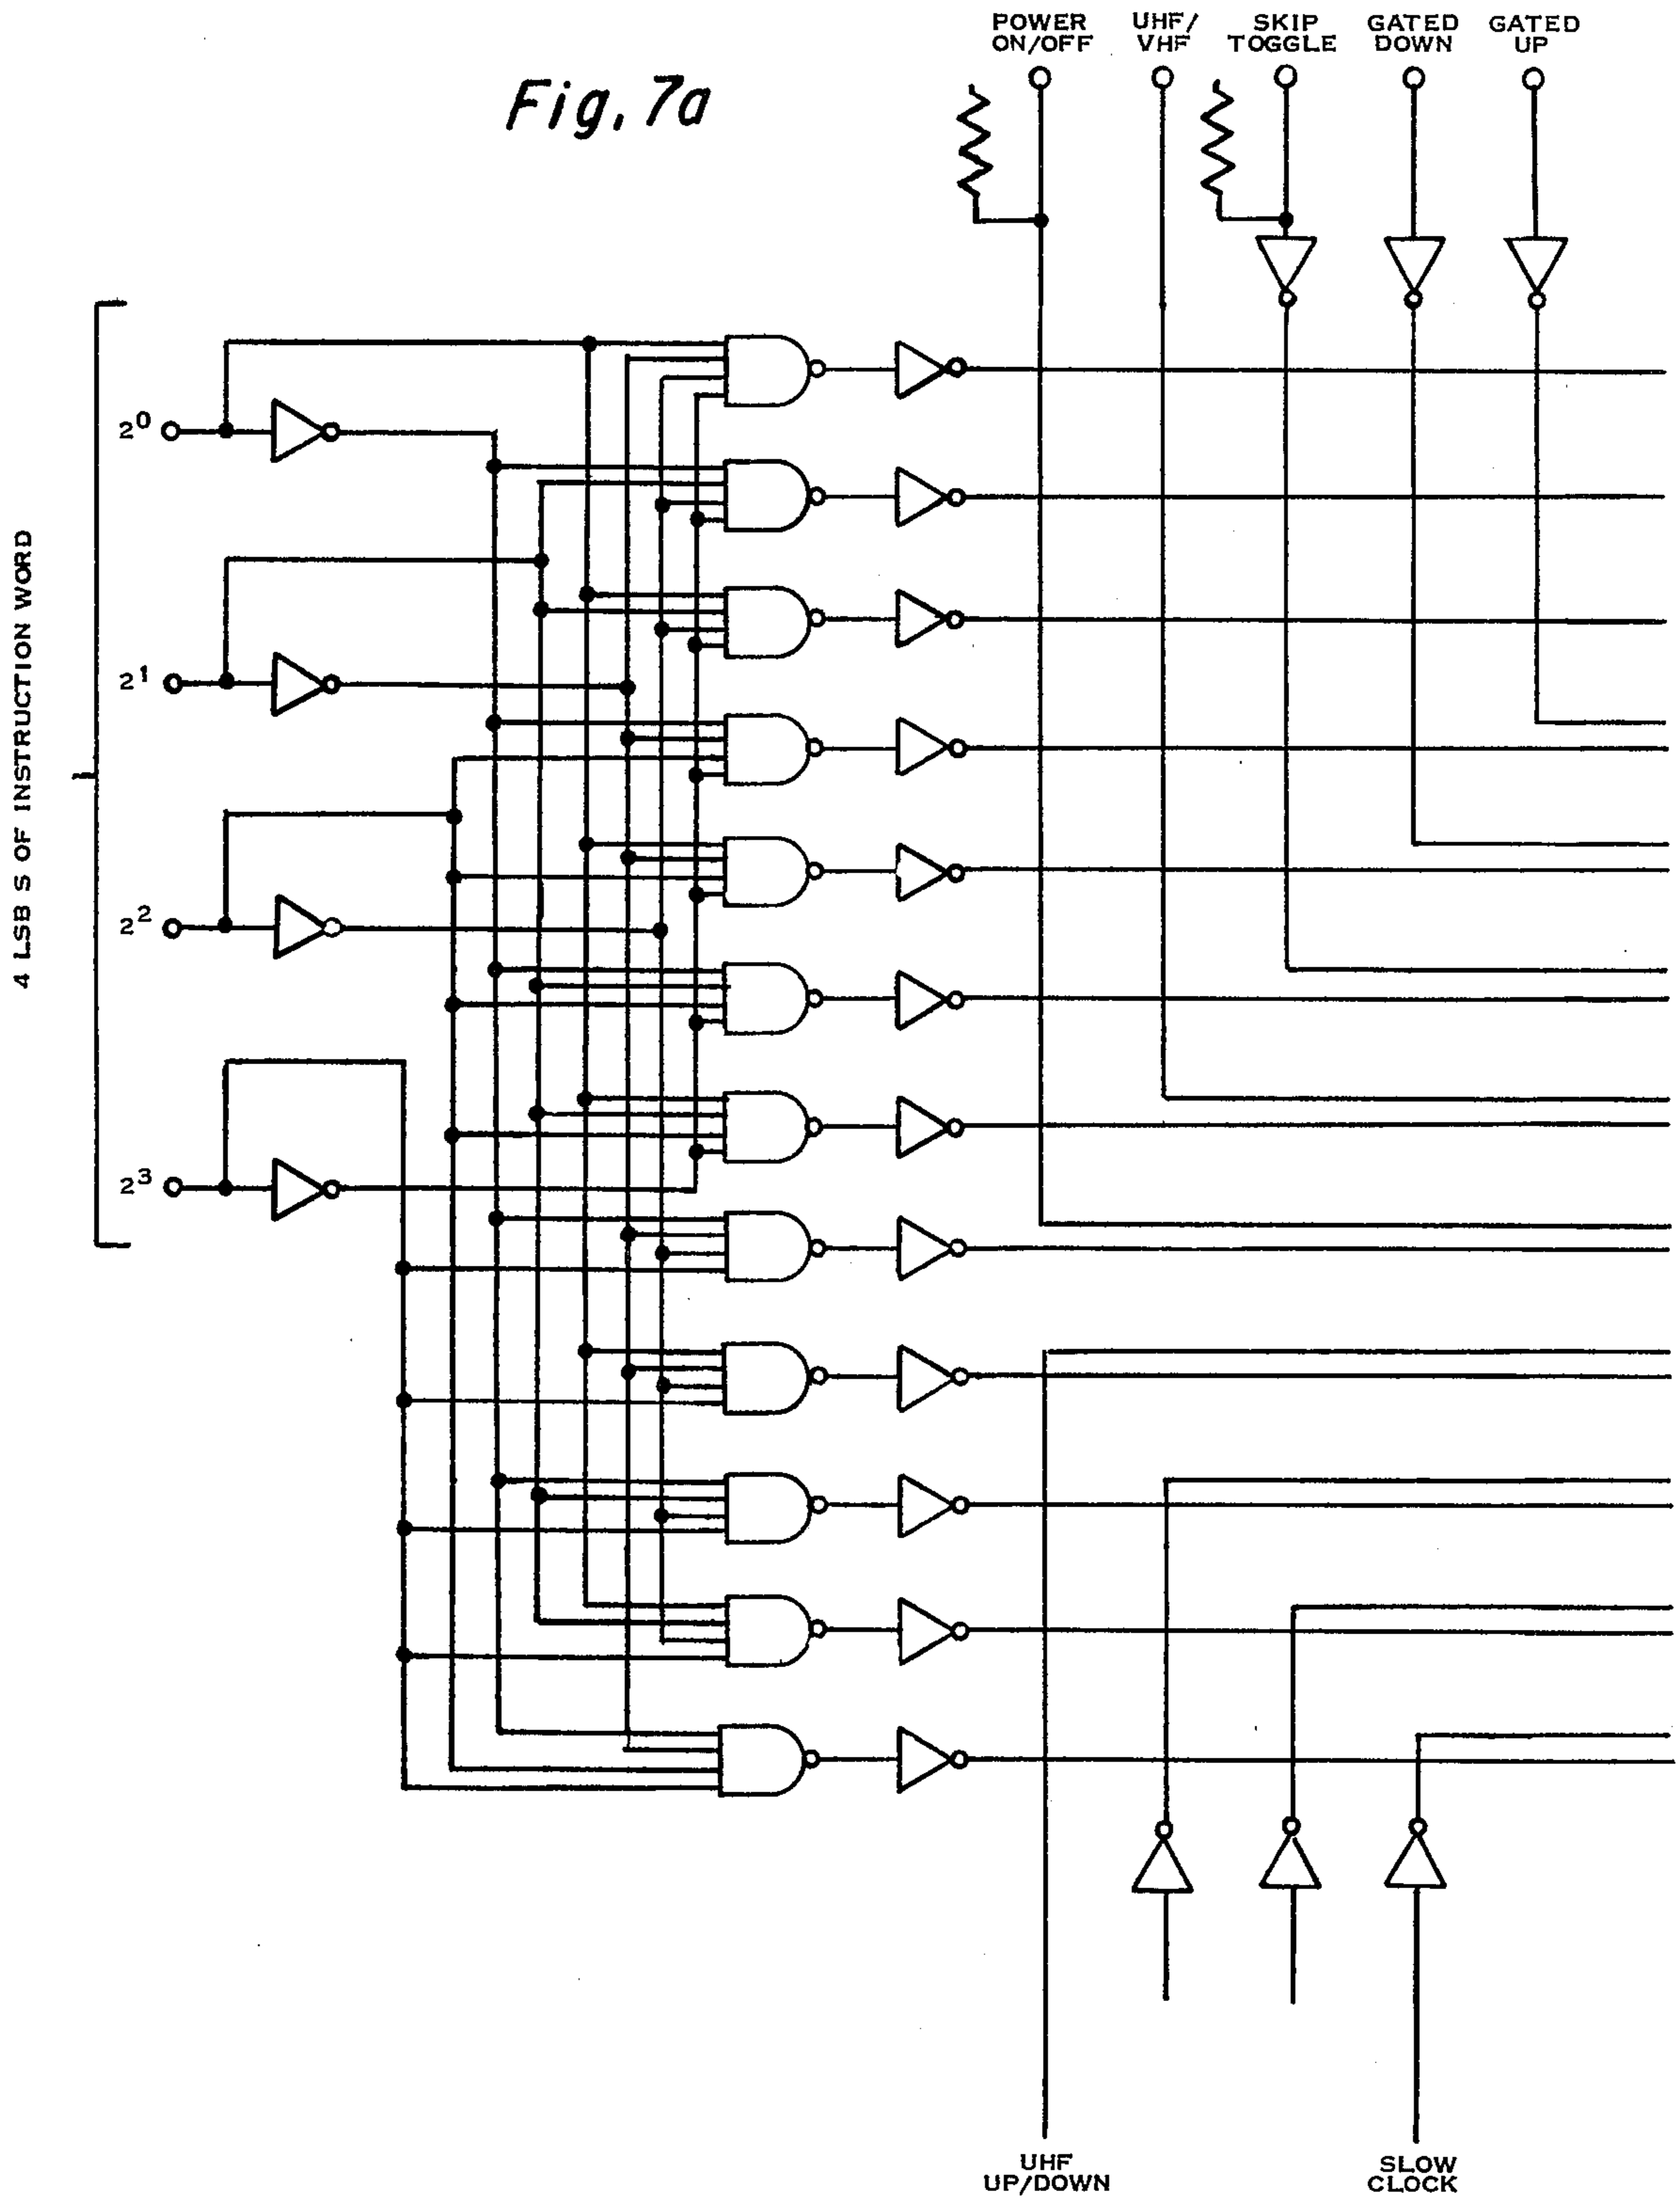 POWER ON/OFF
UHF/ VHF
SKIP TOGGLE
GATED DOWN
GATED UP
Fig. 7a
4 LSB S OF INSTRUCTION WORD
2⁰
2¹
2²
2³
UHF UP/DOWN
SLOW CLOCK